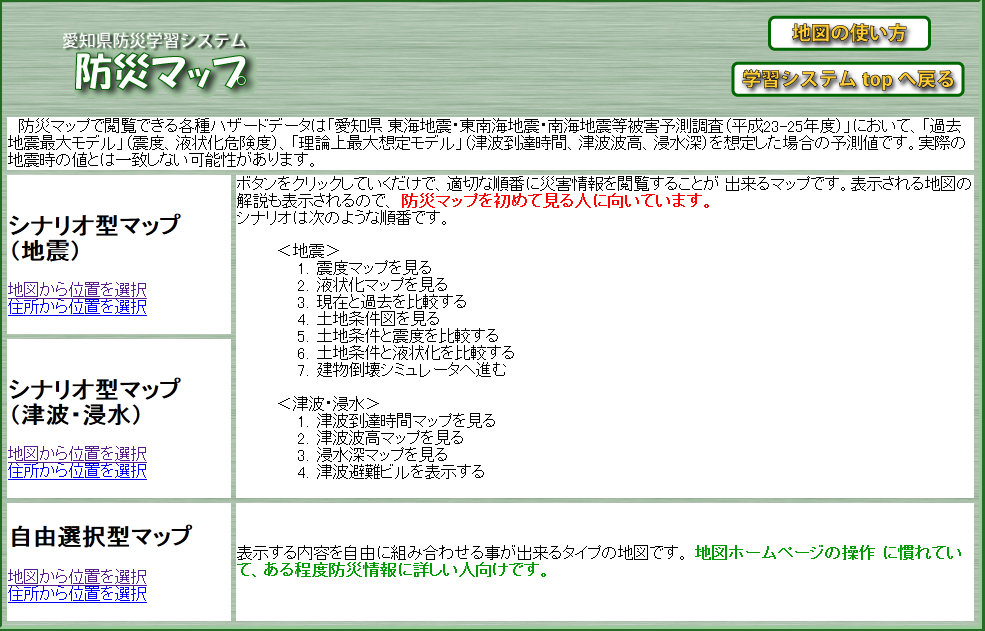 愛知県防災学習システム
防災マップ
地図の使い方
学習システム top へ戻る
防災マップで閲覧できる各種ハザードデータは「愛知県 東海地震・東南海地震・南海地震等被害予測調査（平成23-25年度）」において、「過去
地震最大モデル」（震度、液状化危険度）、「理論上最大想定モデル」（津波到達時間、津波波高、浸水深）を想定した場合の予測値です。実際の
地震時の値とは一致しない可能性があります。
シナリオ型マップ
（地震）
地図から位置を選択
住所から位置を選択
シナリオ型マップ
（津波・浸水）
地図から位置を選択
住所から位置を選択
ボタンをクリックしていくだけで、適切な順番に災害情報を閲覧することが 出来るマップです。表示される地図の
解説も表示されるので、 防災マップを初めて見る人に向いています。
シナリオは次のような順番です。
＜地震＞
1. 震度マップを見る
2. 液状化マップを見る
3. 現在と過去を比較する
4. 土地条件図を見る
5. 土地条件と震度を比較する
6. 土地条件と液状化を比較する
7. 建物倒壊シミュレータへ進む
＜津波・浸水＞
1. 津波到達時間マップを見る
2. 津波波高マップを見る
3. 浸水深マップを見る
4. 津波避難ビルを表示する
自由選択型マップ
地図から位置を選択
住所から位置を選択
表示する内容を自由に組み合わせる事が出来るタイプの地図です。 地図ホームページの操作 に慣れてい
て、ある程度防災情報に詳しい人向けです。